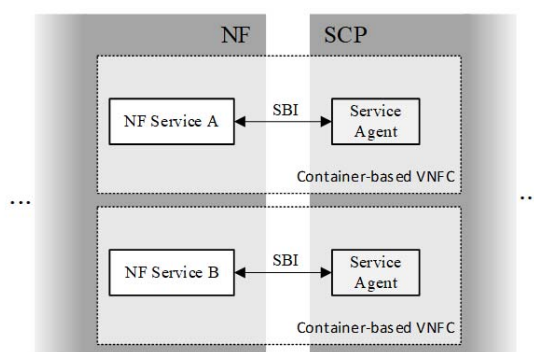 NF SCP
NF Service A
SBI
Service
Agent
Container-based VNFC
...
..
NF Service B
SBI
Service
Agent
Container-based VNFC